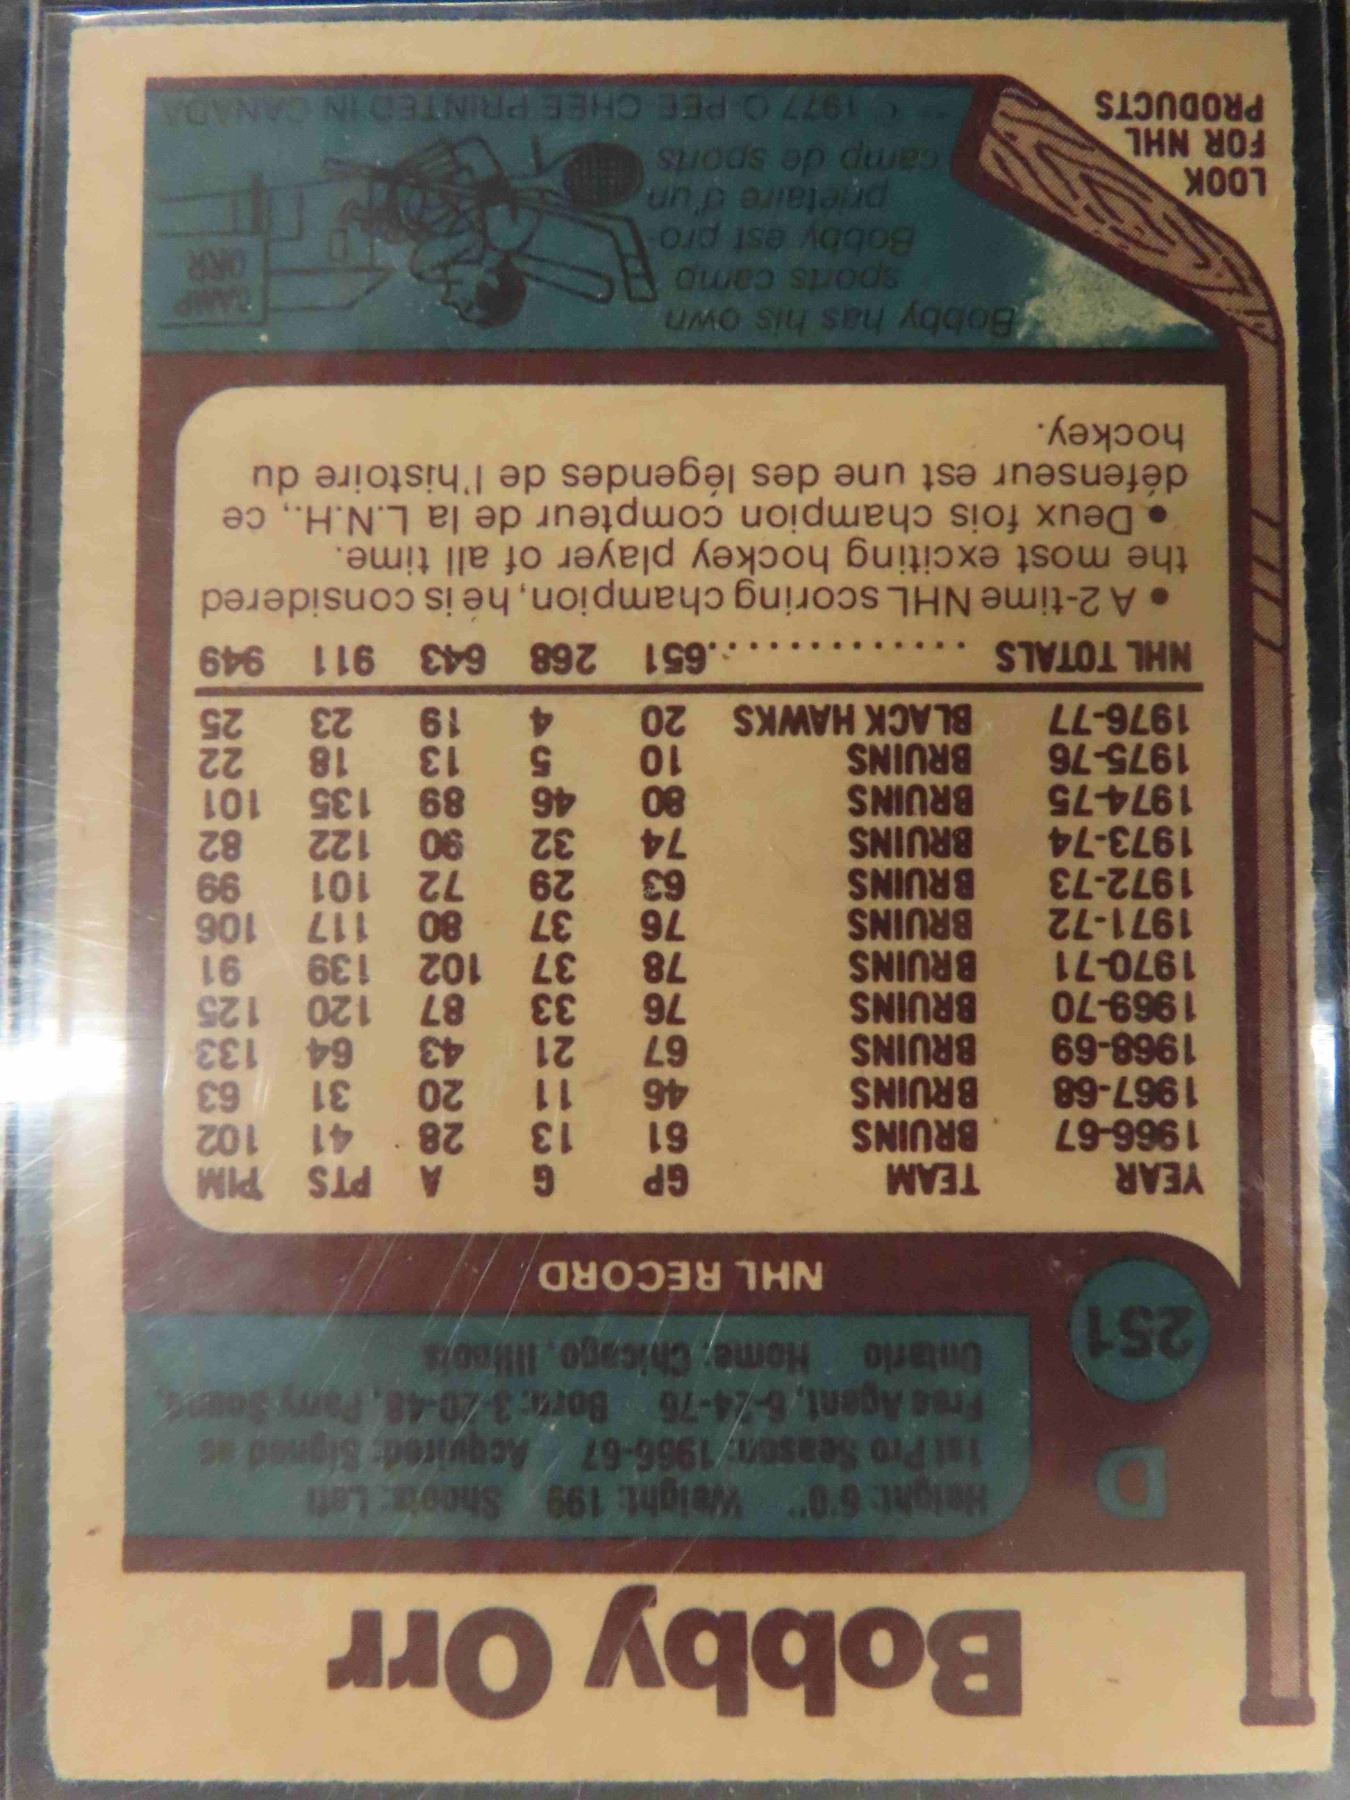 Bobby Orr
D
Height: 6'0" Weight: 199 Shoots: Left
1st Pro Season: 1966-67 Acquired: Signed as
Free Agent, 6-24-76 Born: 3-20-48, Parry Sound,
Ontario Home: Chicago, Illinois
251
NHL RECORD
YEAR TEAM GP G A PTS PIM
1966-67 BRUINS 61 13 28 41 102
1967-68 BRUINS 46 11 20 31 63
1968-69 BRUINS 67 21 43 64 133
1969-70 BRUINS 76 33 87 120 125
1970-71 BRUINS 78 37 102 139 91
1971-72 BRUINS 76 37 80 117 106
1972-73 BRUINS 63 29 72 101 99
1973-74 BRUINS 74 32 90 122 82
1974-75 BRUINS 80 46 89 135 101
1975-76 BRUINS 10 5 13 18 22
1976-77 BLACK HAWKS 20 4 19 23 25
NHL TOTALS ..............651 268 643 911 949
• A 2-time NHL scoring champion, he is considered
the most exciting hockey player of all time.
• Deux fois champion compteur de la L.N.H., ce
défenseur est une des légendes de l'histoire du
hockey.
Bobby has his own
sports camp
Bobby est pro-
priétaire d'un
camp de sports
CAMP
ORR
LOOK
FOR NHL
PRODUCTS
© 1977 O-PEE-CHEE PRINTED IN CANADA